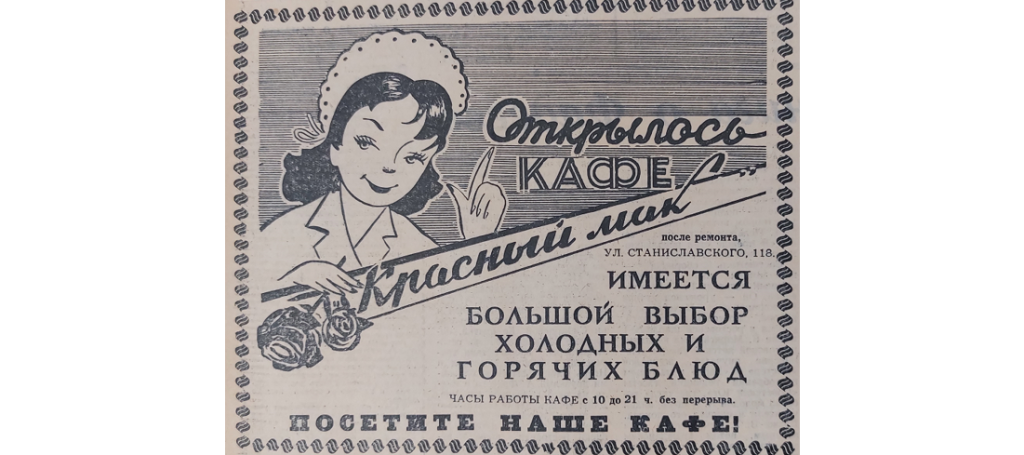 Открылось
КАФЕ
Красный мак
после ремонта,
УЛ. СТАНИСЛАВСКОГО, 118.
ИМЕЕТСЯ
БОЛЬШОЙ ВЫБОР
ХОЛОДНЫХ И
ГОРЯЧИХ БЛЮД
ЧАСЫ РАБОТЫ КАФЕ с 10 до 21 ч. без перерыва.
ПОСЕТИТЕ НАШЕ КАФЕ!